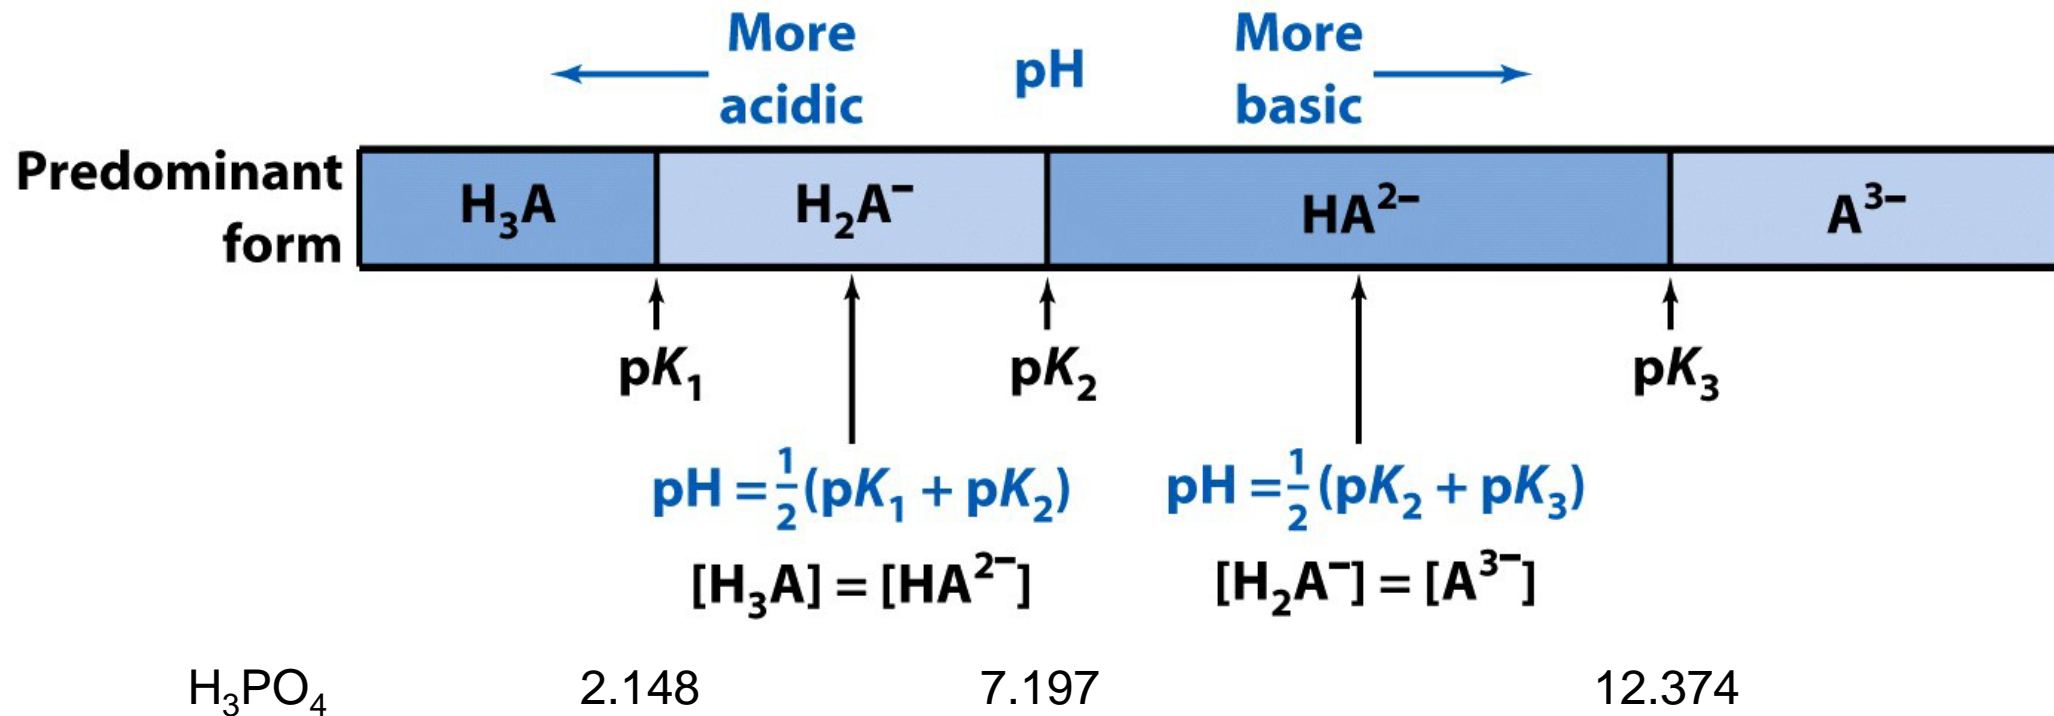 More acidic
pH
More basic
Predominant form
H₃A
H₂A⁻
HA²⁻
A³⁻
pK₁
pK₂
pK₃
pH = ½(pK₁ + pK₂)
pH = ½(pK₂ + pK₃)
[H₃A] = [HA²⁻]
[H₂A⁻] = [A³⁻]
H₃PO₄ 2.148 7.197 12.374